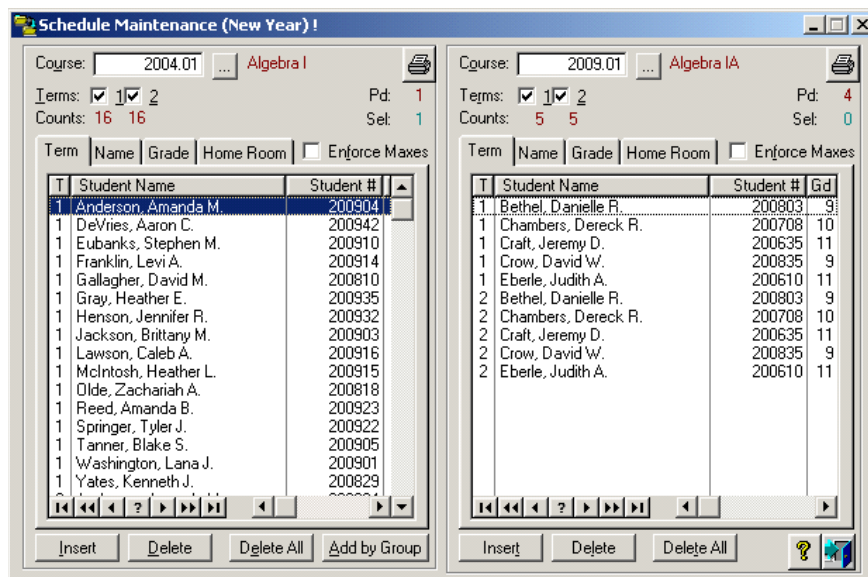 Schedule Maintenance (New Year) !
Course: 2004.01 ... Algebra I
Terms: 1 2 Pd: 1
Counts: 16 16 Sel: 1
Term Name Grade Home Room Enforce Maxes
T Student Name Student #
1 Anderson, Amanda M. 200904
1 DeVries, Aaron C. 200942
1 Eubanks, Stephen M. 200910
1 Franklin, Levi A. 200914
1 Gallagher, David M. 200810
1 Gray, Heather E. 200935
1 Henson, Jennifer R. 200932
1 Jackson, Brittany M. 200903
1 Lawson, Caleb A. 200916
1 McIntosh, Heather L. 200915
1 Olde, Zachariah A. 200818
1 Reed, Amanda B. 200923
1 Springer, Tyler J. 200922
1 Tanner, Blake S. 200905
1 Washington, Lana J. 200901
1 Yates, Kenneth J. 200829
?
Insert Delete Delete All Add by Group
Course: 2009.01 ... Algebra IA
Terms: 1 2 Pd: 4
Counts: 5 5 Sel: 0
Term Name Grade Home Room Enforce Maxes
T Student Name Student # Gd
1 Bethel, Danielle R. 200803 9
1 Chambers, Dereck R. 200708 10
1 Craft, Jeremy D. 200635 11
1 Crow, David W. 200835 9
1 Eberle, Judith A. 200610 11
2 Bethel, Danielle R. 200803 9
2 Chambers, Dereck R. 200708 10
2 Craft, Jeremy D. 200635 11
2 Crow, David W. 200835 9
2 Eberle, Judith A. 200610 11
?
Insert Delete Delete All ?